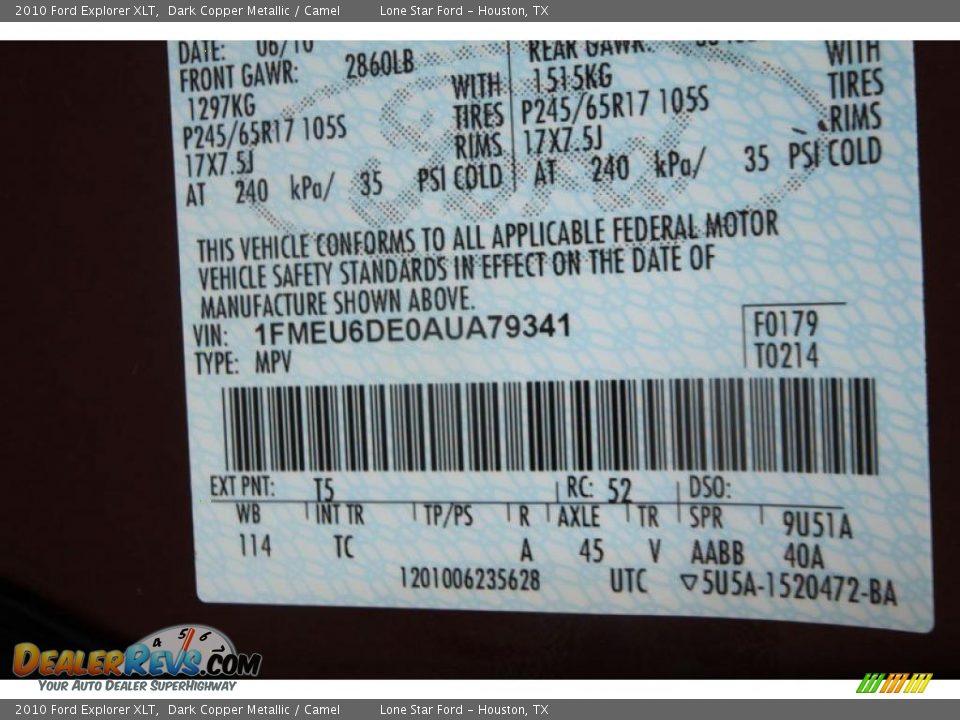 2010 Ford Explorer XLT, Dark Copper Metallic / Camel Lone Star Ford - Houston, TX
DATE: 06/10
FRONT GAWR: 2860LB
1297KG WITH
P245/65R17 105S TIRES
17X7.5J RIMS
AT 240 kPa/ 35 PSI COLD
REAR GAWR: WITH
1515KG TIRES
P245/65R17 105S RIMS
17X7.5J
AT 240 kPa/ 35 PSI COLD
THIS VEHICLE CONFORMS TO ALL APPLICABLE FEDERAL MOTOR
VEHICLE SAFETY STANDARDS IN EFFECT ON THE DATE OF
MANUFACTURE SHOWN ABOVE.
VIN: 1FMEU6DE0AUA79341 F0179
TYPE: MPV T0214
EXT PNT: T5 RC: 52 DSO:
WB INT TR TP/PS R AXLE TR SPR 9U51A
114 TC A 45 V AABB 40A
1201006235628 UTC ▽5U5A-1520472-BA
4 5 6
DEALERREVS.COM
YOUR AUTO DEALER SUPERHIGHWAY
2010 Ford Explorer XLT, Dark Copper Metallic / Camel Lone Star Ford - Houston, TX